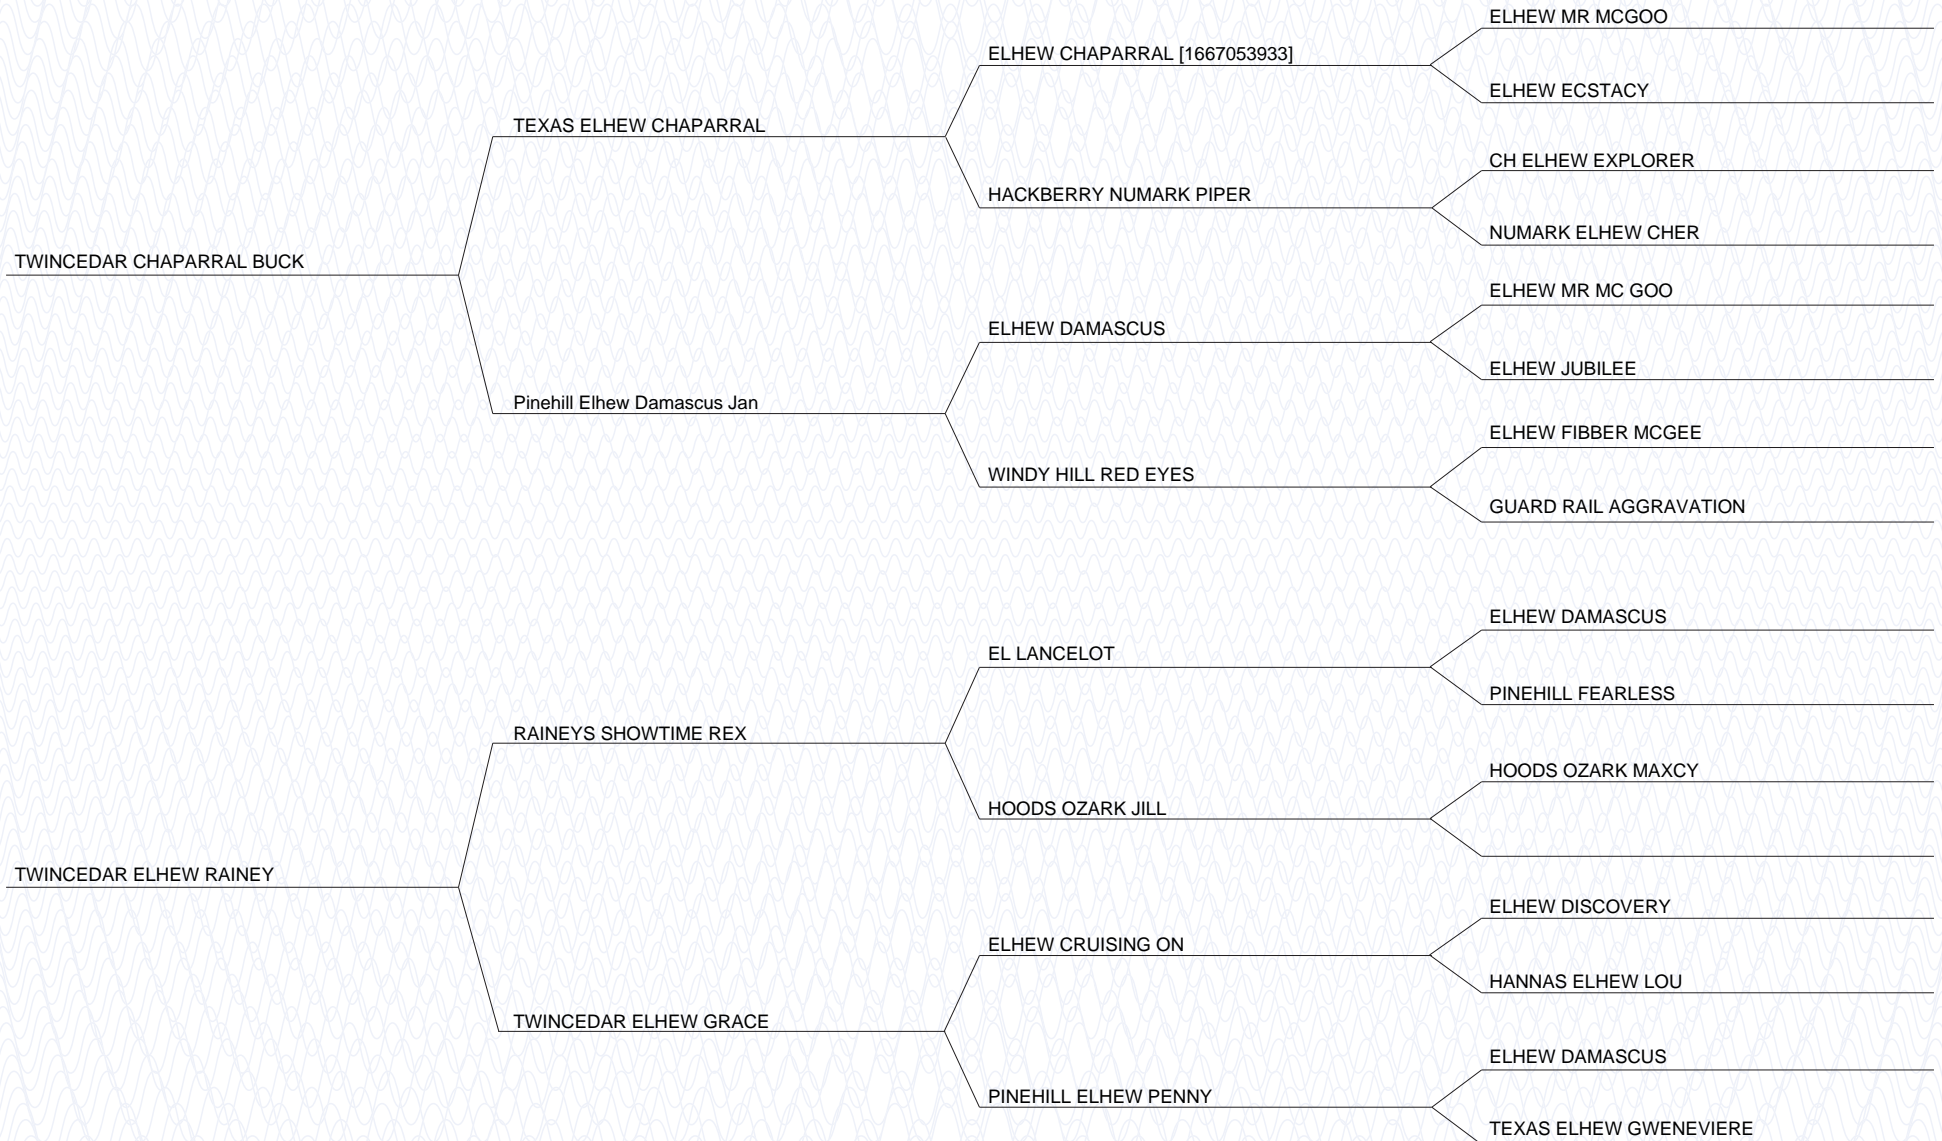 ELHEW MR MCGOO
ELHEW CHAPARRAL [1667053933]
ELHEW ECSTACY
TEXAS ELHEW CHAPARRAL
CH ELHEW EXPLORER
HACKBERRY NUMARK PIPER
NUMARK ELHEW CHER
TWINCEDAR CHAPARRAL BUCK
ELHEW MR MC GOO
ELHEW DAMASCUS
ELHEW JUBILEE
Pinehill Elhew Damascus Jan
ELHEW FIBBER MCGEE
WINDY HILL RED EYES
GUARD RAIL AGGRAVATION
ELHEW DAMASCUS
EL LANCELOT
PINEHILL FEARLESS
RAINEYS SHOWTIME REX
HOODS OZARK MAXCY
HOODS OZARK JILL
TWINCEDAR ELHEW RAINEY
ELHEW DISCOVERY
ELHEW CRUISING ON
HANNAS ELHEW LOU
TWINCEDAR ELHEW GRACE
ELHEW DAMASCUS
PINEHILL ELHEW PENNY
TEXAS ELHEW GWENEVIERE